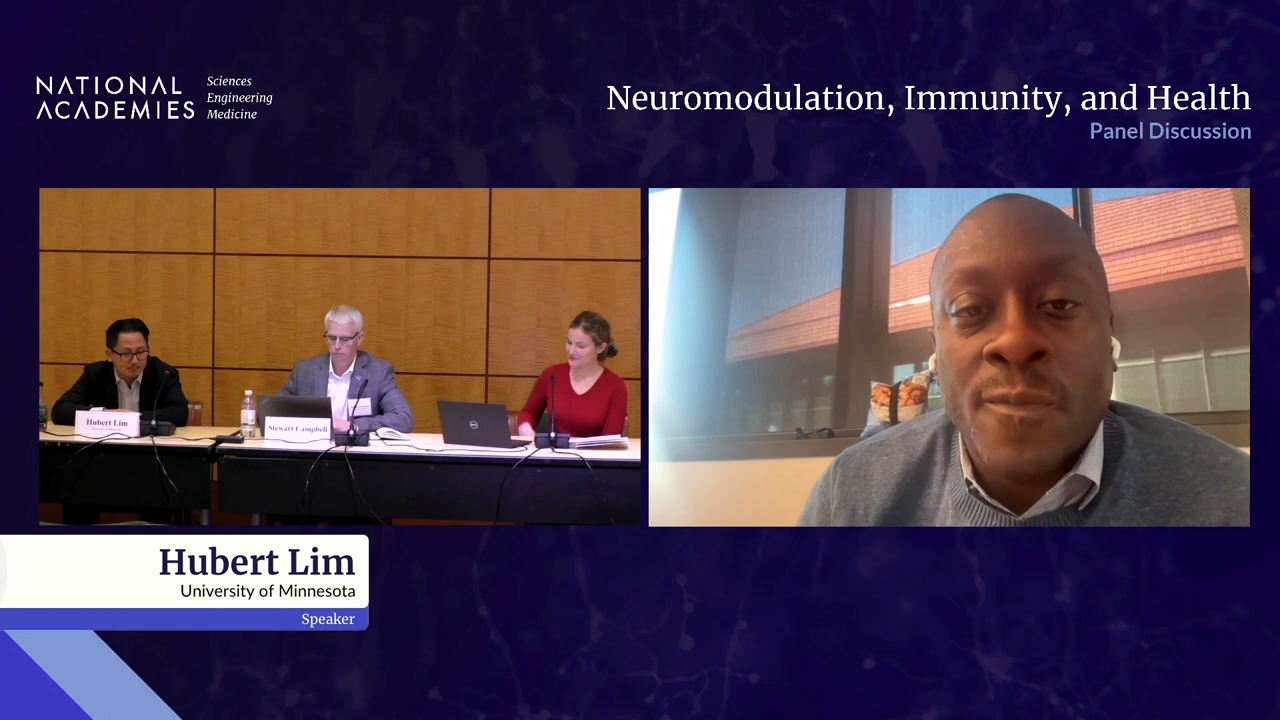 NATIONAL
ACADEMIES
Sciences
Engineering
Medicine
Neuromodulation, Immunity, and Health
Panel Discussion
Hubert Lim
Stewart Campbell
DELL
Hubert Lim
University of Minnesota
Speaker